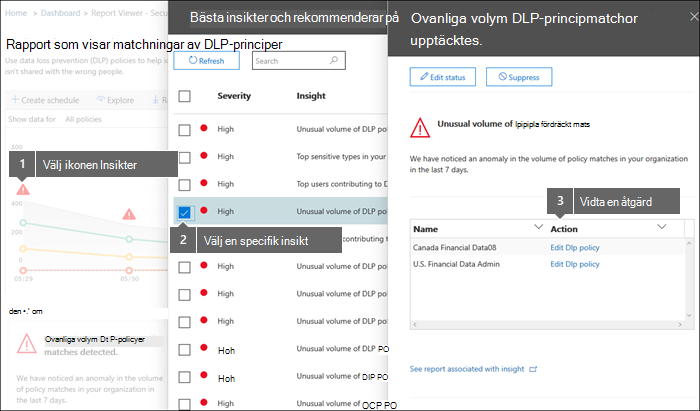 Home > Dashboard > Report Viewer - Secu
Rapport som visar matchningar av DLP-principer
Use data loss prevention (DLP) policies to help
isn't shared with the wrong people.
+ Create schedule
Explore
Show data for
All policies
1 Välj ikonen Insikter
400
300
200
100
0
05/29
05/30
den •.' om
Ovanliga volym Dt P-policyer
matches detected.
We have noticed an anomaly in the volume
of policy matches in your organization in
Bästa insikter och rekommenderar på
Refresh
Search
Severity
Insight
High
Unusual volume of DLP po
High
Top sensitive types in your
High
Top users contributing to D
High
Unusual volume of DLP pol
2 Välj en specifik insikt
High
Unusual volume of DLP po
High
Unusual volume of DLP po
High
Unusual volume of DLP po
Hoh
Unusual volume of DLP PO
Hoh
Unusual volume of DIP PO
High
Unusual volume of OCP PO
Ovanliga volym DLP-principmatchor
upptäcktes.
Edit status
Suppress
Unusual volume of Ipipipla fördräckt mats
We have noticed an anomaly in the volume of policy matches in your organization
in the last 7 days.
3 Vidta en åtgärd
Name
Action
Canada Financial Data08
Edit Dlp policy
U.S. Financial Data Admin
Edit Dlp policy
See report associated with insight